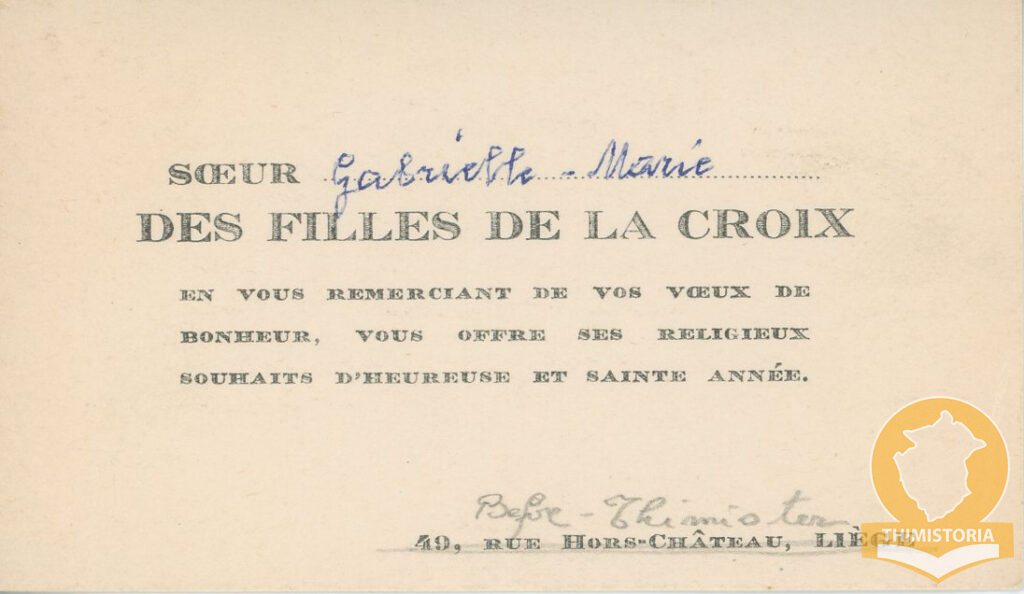 SŒUR Gabrielle-Marie
DES FILLES DE LA CROIX
EN VOUS REMERCIANT DE VOS VŒUX DE
BONHEUR, VOUS OFFRE SES RELIGIEUX
SOUHAITS D'HEUREUSE ET SAINTE ANNÉE.
Befve - Thimister
49, RUE HORS-CHÂTEAU, LIÈGE
THIMISTORIA